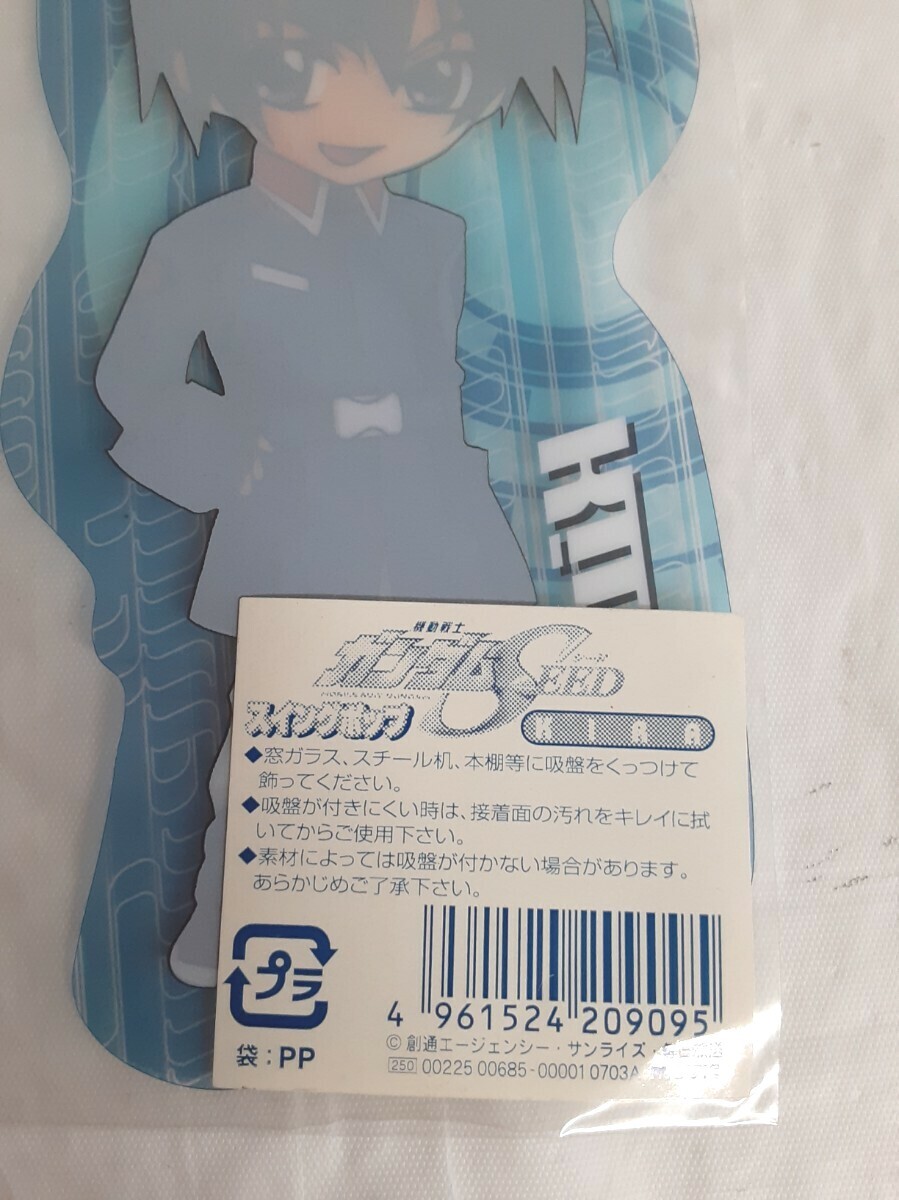 機動戦士
ガンダムSEED
シード
MOBILE SUIT GUNDAM
スイングポップ
KIRA
◆窓ガラス、スチール机、本棚等に吸盤をくっつけて
飾ってください。
◆吸盤が付きにくい時は、接着面の汚れをキレイに拭
いてからご使用下さい。
◆素材によっては吸盤が付かない場合があります。
あらかじめご了承下さい。
プラ
袋:PP
4 961524 209095
©創通エージェンシー・サンライズ・毎日放送
250 00225 00685-00001 0703A